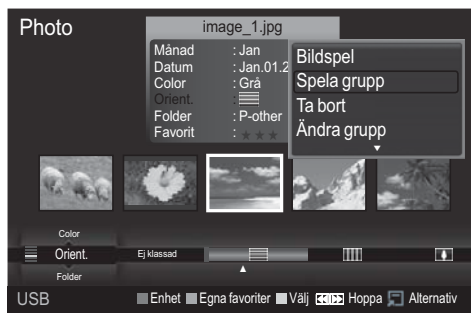 Photo
image_1.jpg
Månad : Jan
Datum : Jan.01.2
Color : Grå
Orient. :
Folder : P-other
Favorit : ★★★
Bildspel
Spela grupp
Ta bort
Ändra grupp
Color
Orient.
Folder
Ej klassad
USB
Enhet
Egna favoriter
Välj
Hoppa
Alternativ